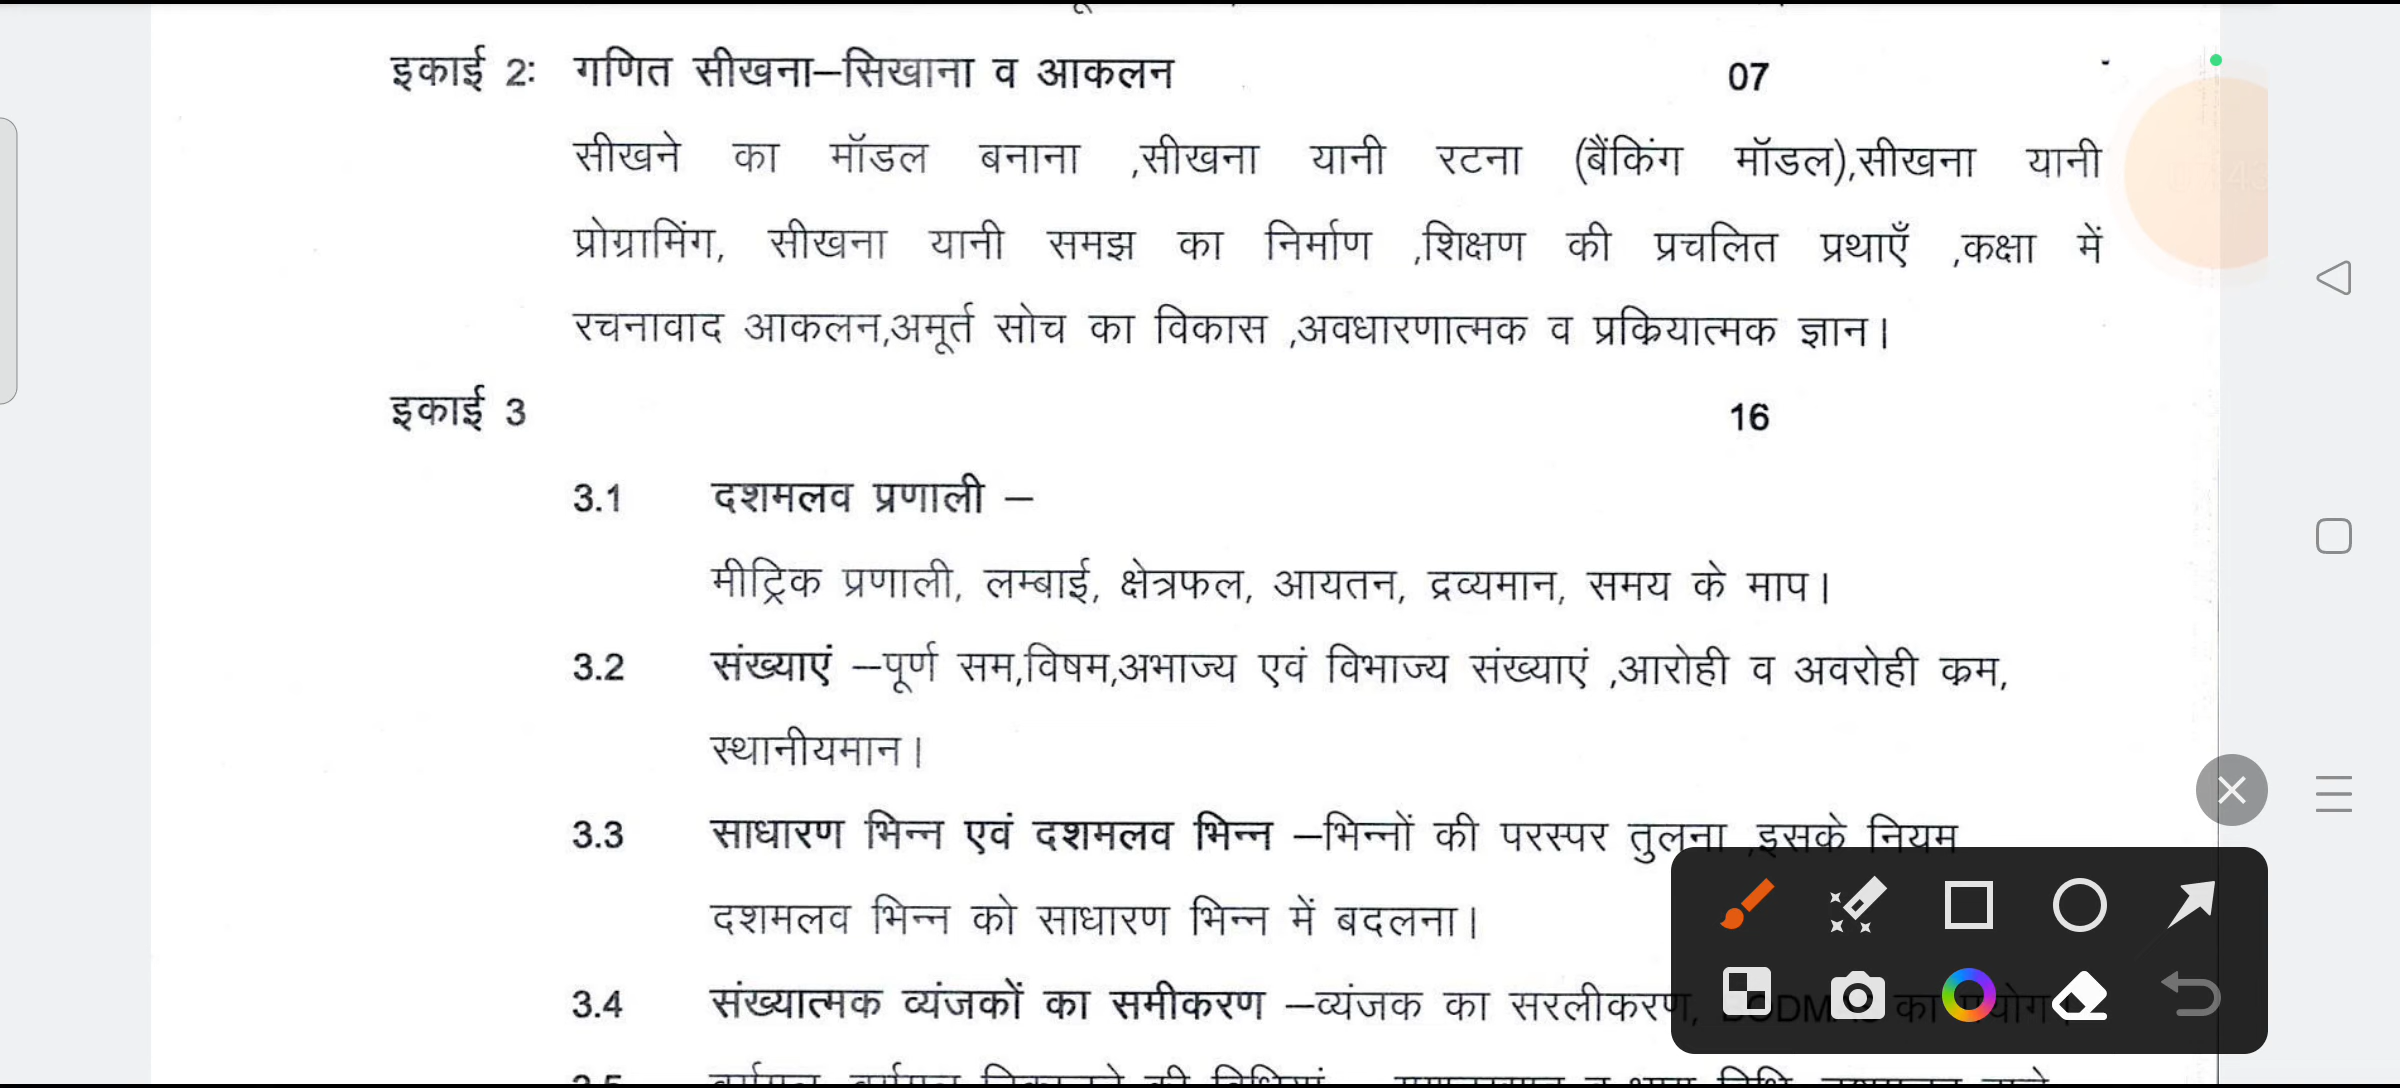 इकाई 2: गणित सीखना–सिखाना व आकलन 07
सीखने का मॉडल बनाना ,सीखना यानी रटना (बैंकिंग मॉडल),सीखना यानी
प्रोग्रामिंग, सीखना यानी समझ का निर्माण ,शिक्षण की प्रचलित प्रथाएँ ,कक्षा में
रचनावाद आकलन,अमूर्त सोच का विकास ,अवधारणात्मक व प्रक्रियात्मक ज्ञान।
इकाई 3 16
3.1 दशमलव प्रणाली –
मीट्रिक प्रणाली, लम्बाई, क्षेत्रफल, आयतन, द्रव्यमान, समय के माप।
3.2 संख्याएं –पूर्ण सम,विषम,अभाज्य एवं विभाज्य संख्याएं ,आरोही व अवरोही क्रम,
स्थानीयमान।
3.3 साधारण भिन्न एवं दशमलव भिन्न –भिन्नों की परस्पर तुलना ,इसके नियम
दशमलव भिन्न को साधारण भिन्न में बदलना।
3.4 संख्यात्मक व्यंजकों का समीकरण –व्यंजक का सरलीकरण, का